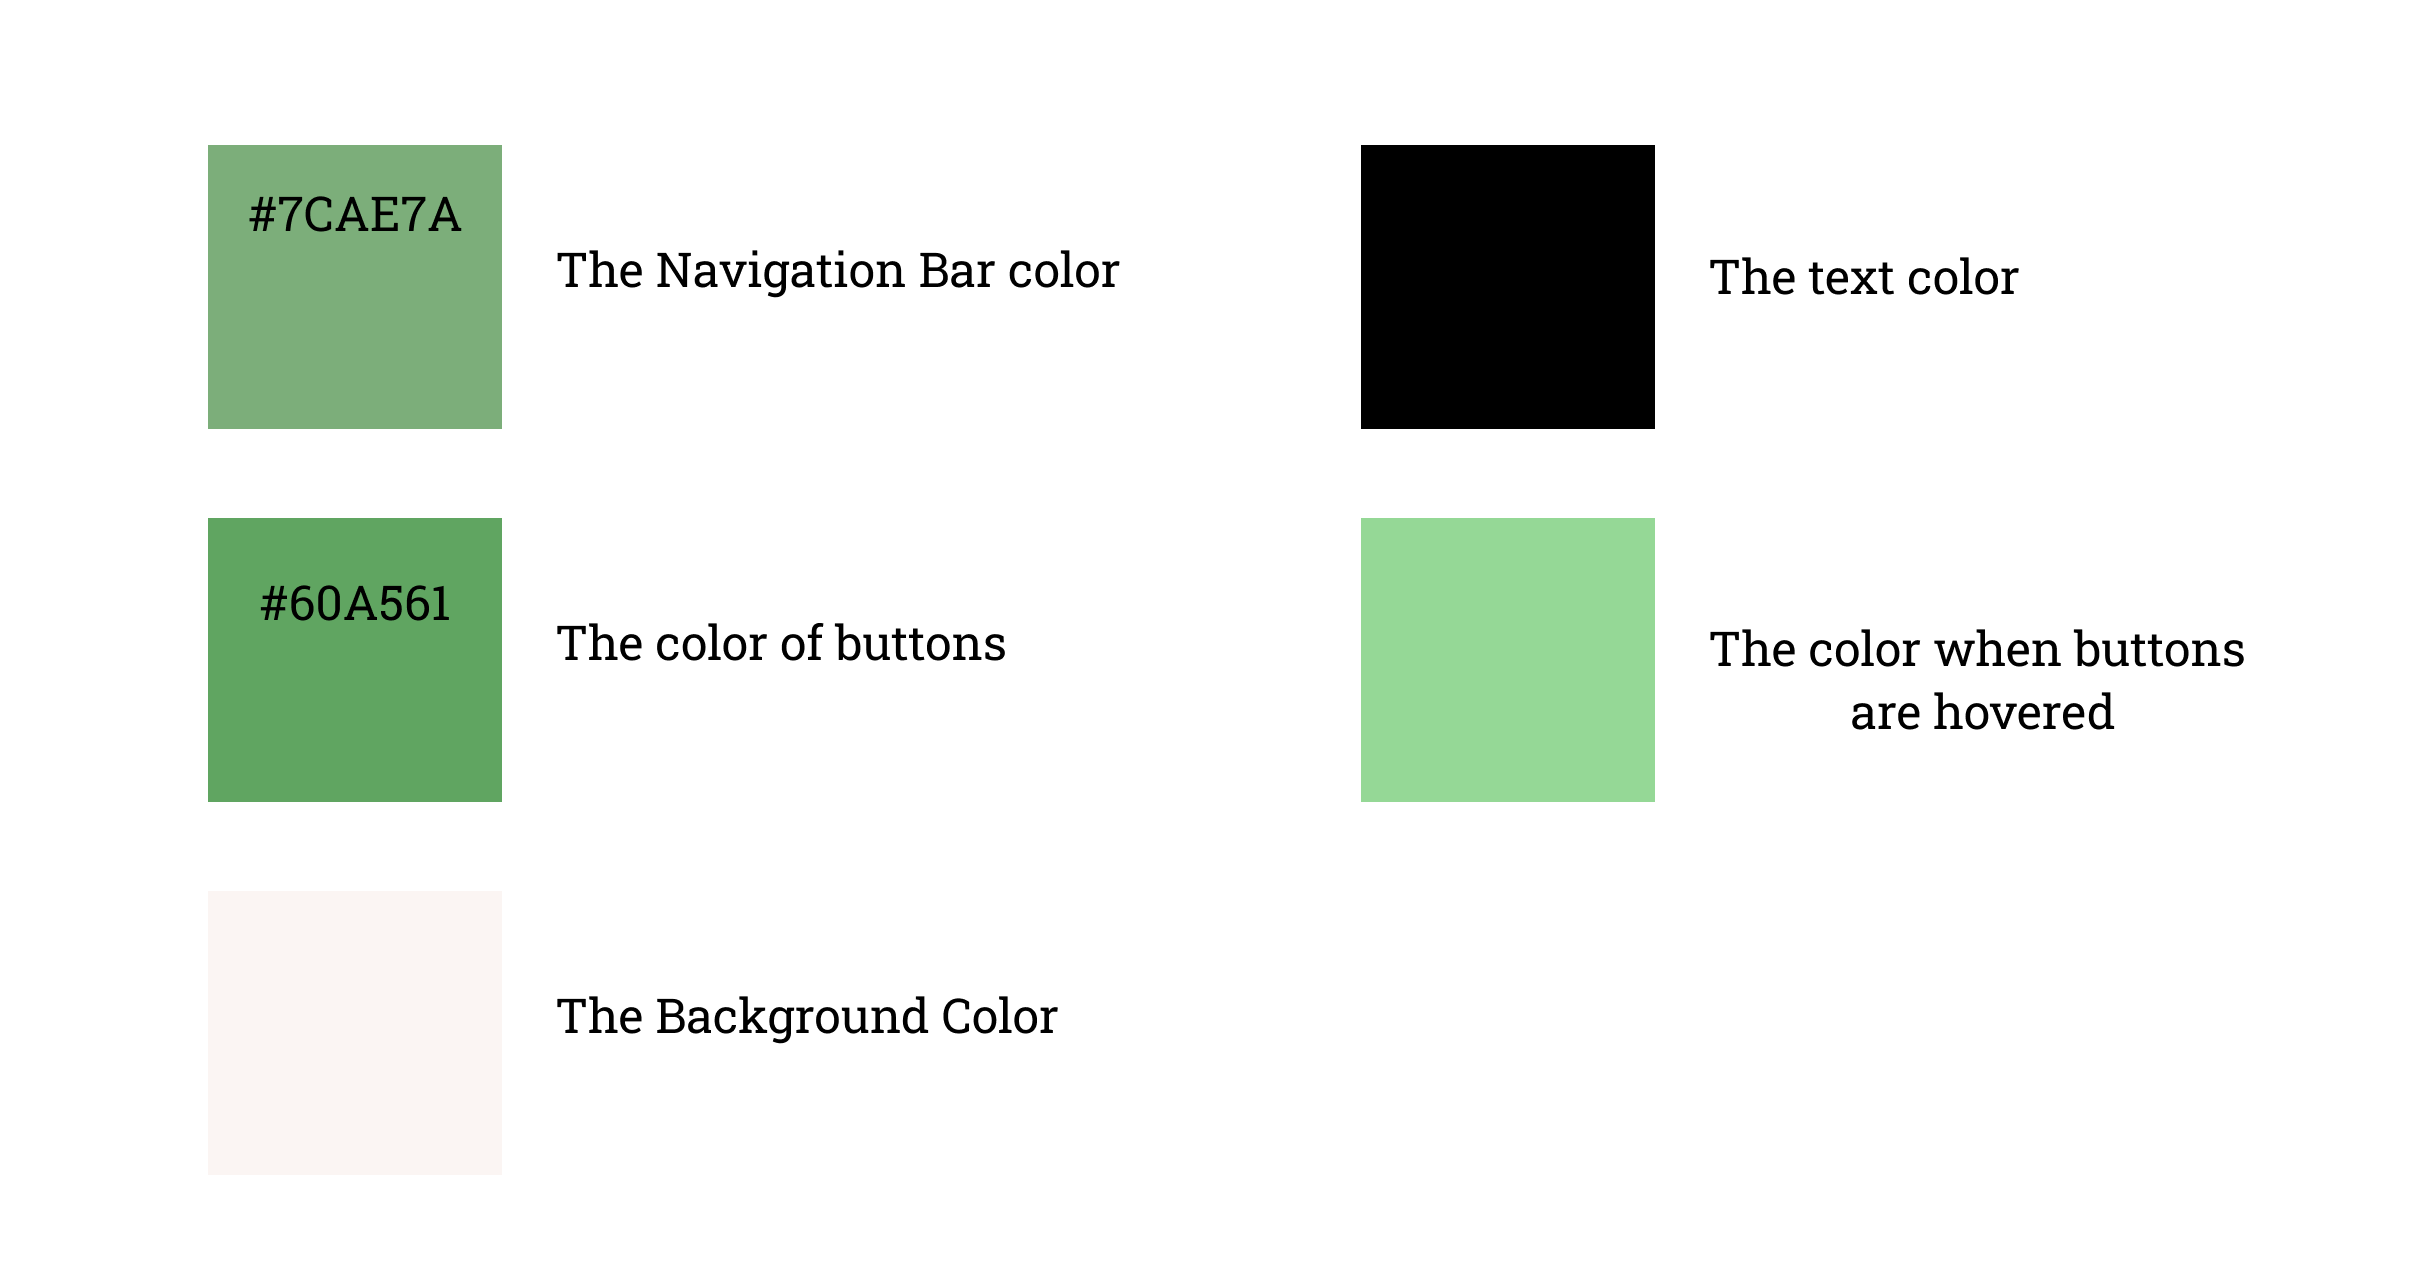 #7CAE7A
The Navigation Bar color
The text color
#60A561
The color of buttons
The color when buttons
are hovered
The Background Color